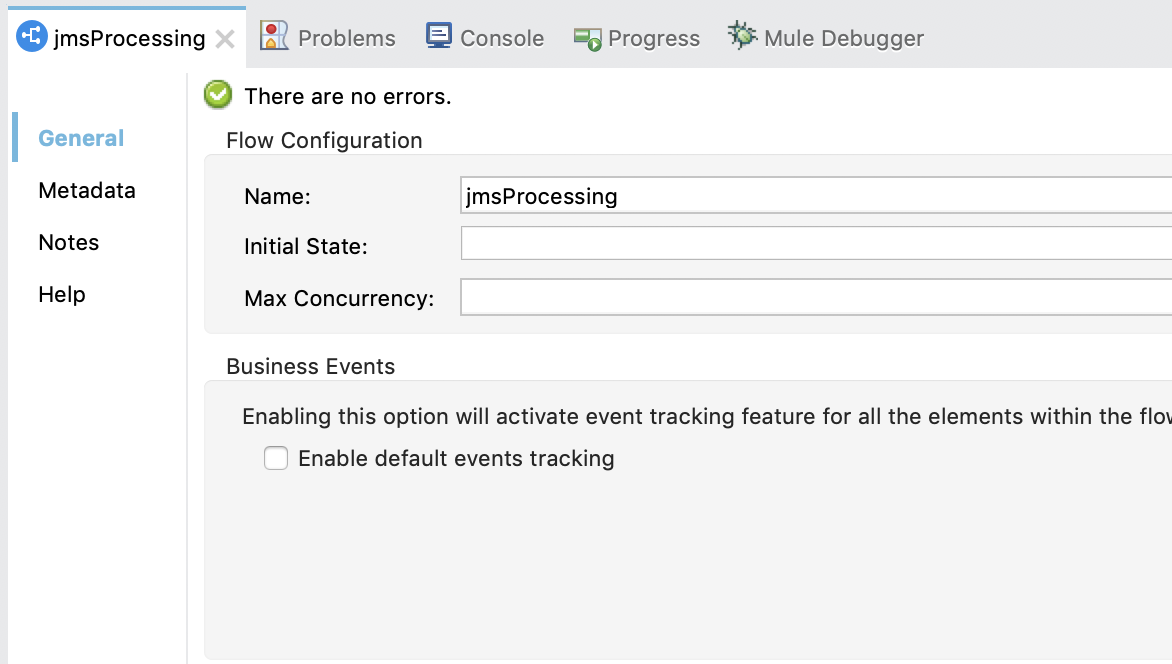 jmsProcessing Problems Console Progress Mule Debugger
There are no errors.
General
Flow Configuration
Metadata
Name: jmsProcessing
Notes
Initial State:
Help
Max Concurrency:
Business Events
Enabling this option will activate event tracking feature for all the elements within the flow
Enable default events tracking